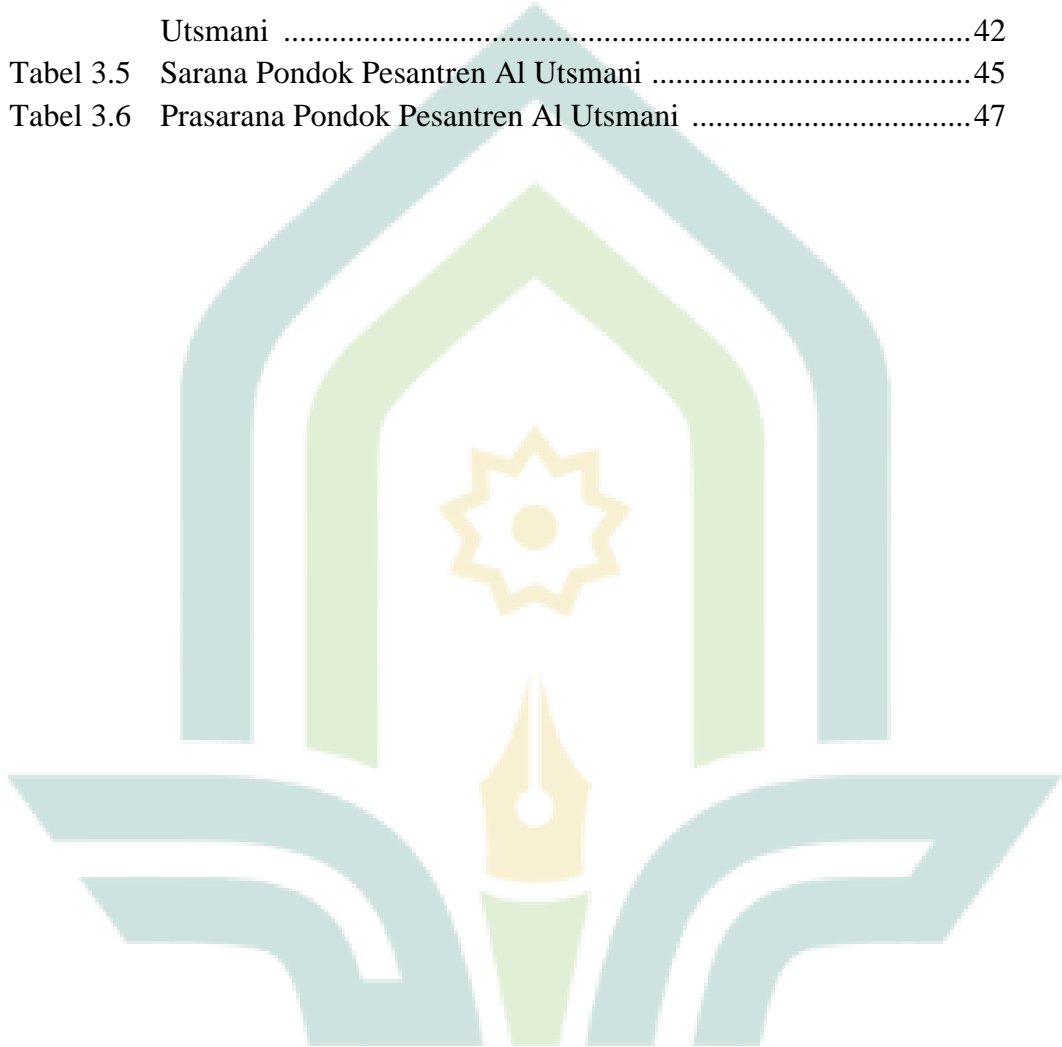 Utsmani ....................................................................................42
Tabel 3.5 Sarana Pondok Pesantren Al Utsmani .......................................45
Tabel 3.6 Prasarana Pondok Pesantren Al Utsmani ..................................47